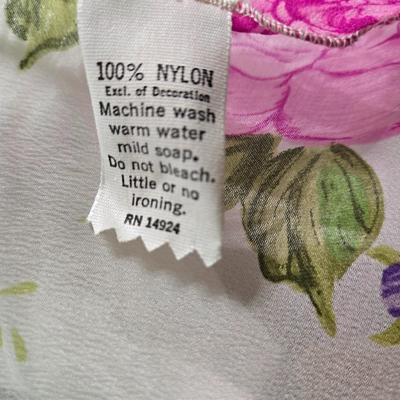 100% NYLON
Excl. of Decoration
Machine wash
warm water
mild soap.
Do not bleach.
Little or no
ironing.
RN 14924